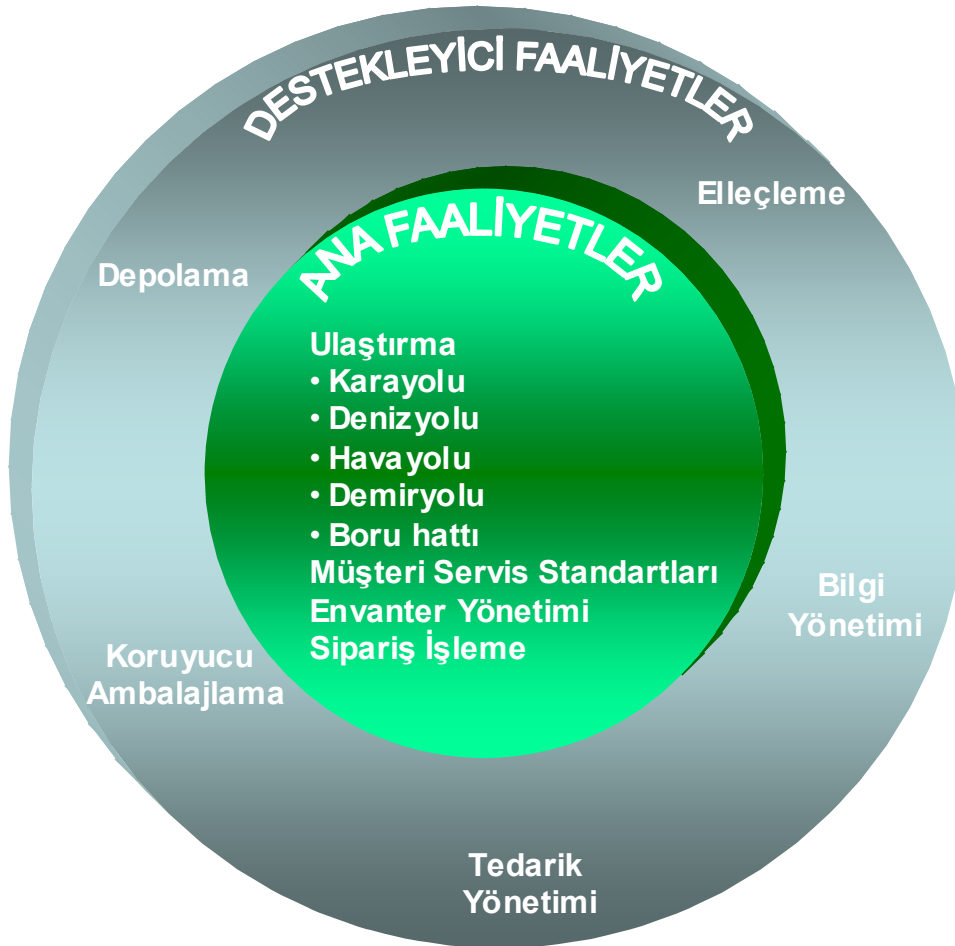 DESTEKLEYİCİ FAALİYETLER
Elleçleme
ANA FAALİYETLER
Depolama
Ulaştırma
• Karayolu
• Denizyolu
• Havayolu
• Demiryolu
• Boru hattı
Müşteri Servis Standartları
Envanter Yönetimi
Sipariş İşleme
Bilgi
Yönetimi
Koruyucu
Ambalajlama
Tedarik
Yönetimi